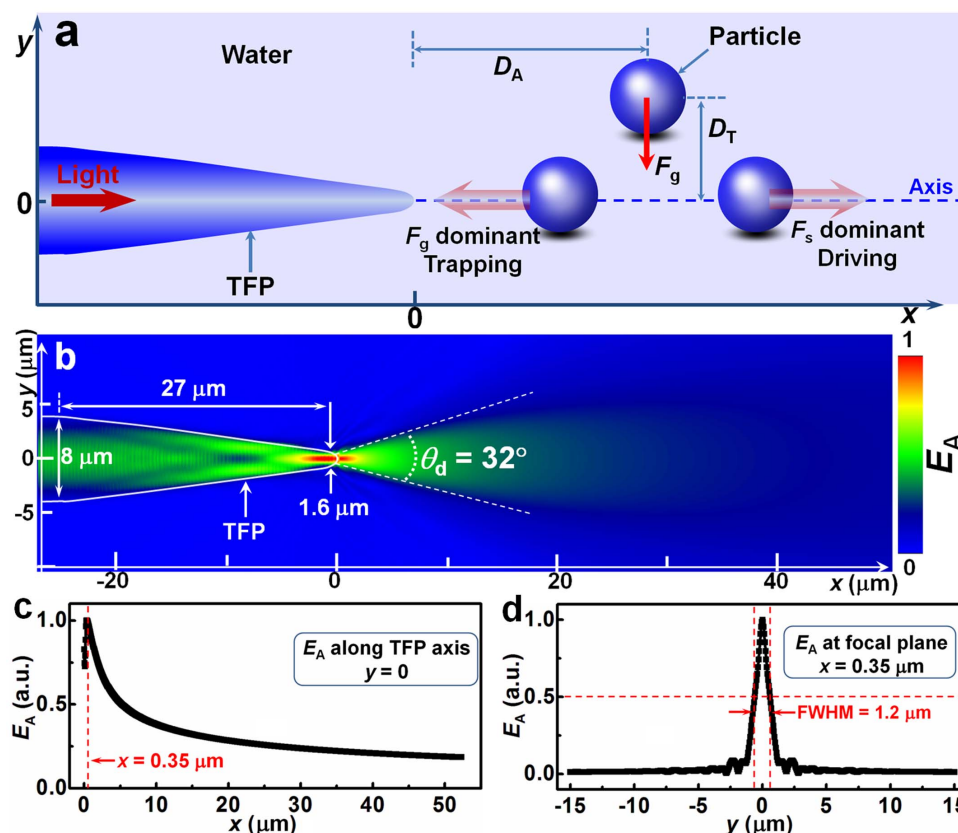 a
y
Water
Particle
D_A
D_T
Light
F_g
0
Axis
F_g dominant
Trapping
F_s dominant
Driving
TFP
0
x
b
y (μm)
27 μm
1
5
0
-5
8 μm
θ_d = 32°
E_A
TFP
1.6 μm
0
-20
0
20
40
x (μm)
c
E_A (a.u.)
1.0
0.5
0.0
E_A along TFP axis
y = 0
x = 0.35 μm
0
10
20
30
40
50
x (μm)
d
E_A (a.u.)
1.0
0.5
0.0
E_A at focal plane
x = 0.35 μm
FWHM = 1.2 μm
-15
-10
-5
0
5
10
15
y (μm)